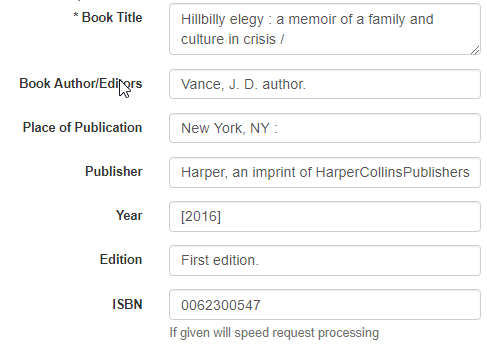 * Book Title
Hillbilly elegy : a memoir of a family and
culture in crisis /
Book Author/Editors
Vance, J. D. author.
Place of Publication
New York, NY :
Publisher
Harper, an imprint of HarperCollinsPublishers
Year
[2016]
Edition
First edition.
ISBN
0062300547
If given will speed request processing